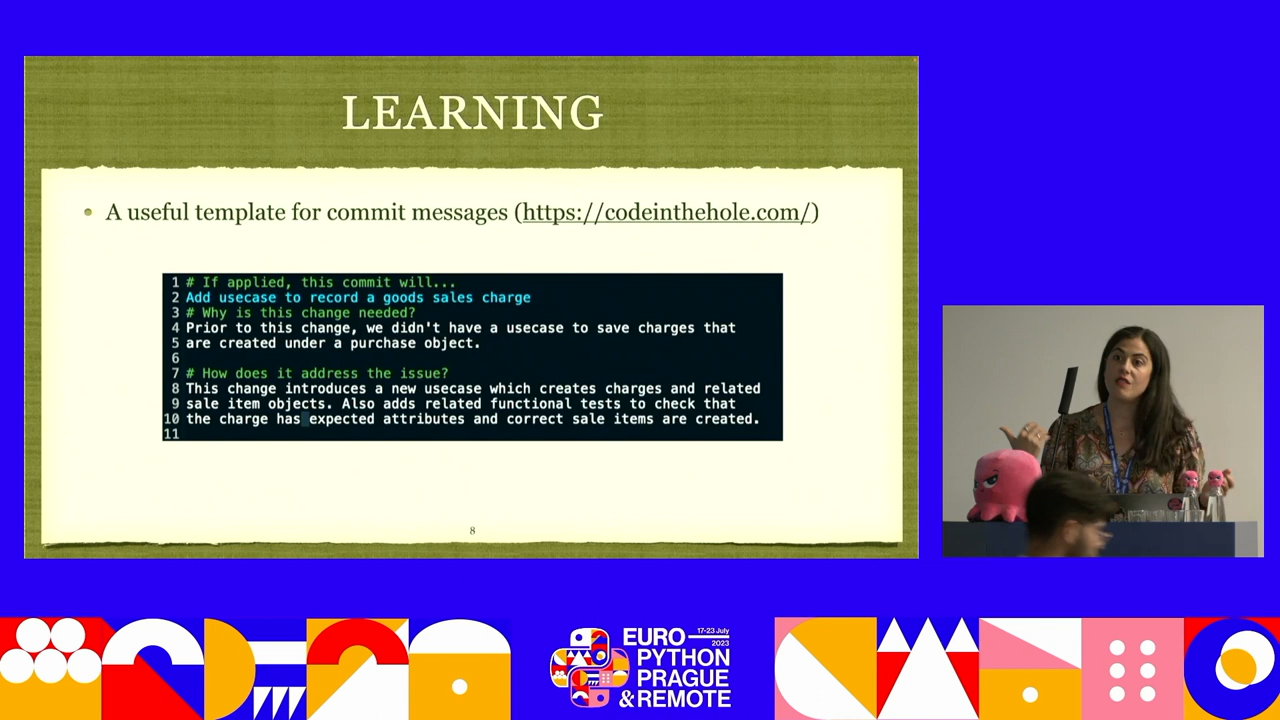 LEARNING
• A useful template for commit messages (https://codeinthehole.com/)
1 # If applied, this commit will...
2 Add usecase to record a goods sales charge
3 # Why is this change needed?
4 Prior to this change, we didn't have a usecase to save charges that
5 are created under a purchase object.
6
7 # How does it address the issue?
8 This change introduces a new usecase which creates charges and related
9 sale item objects. Also adds related functional tests to check that
10 the charge has expected attributes and correct sale items are created.
11
8
EURO 17-23 July 2023
PYTHON
PRAGUE
& REMOTE